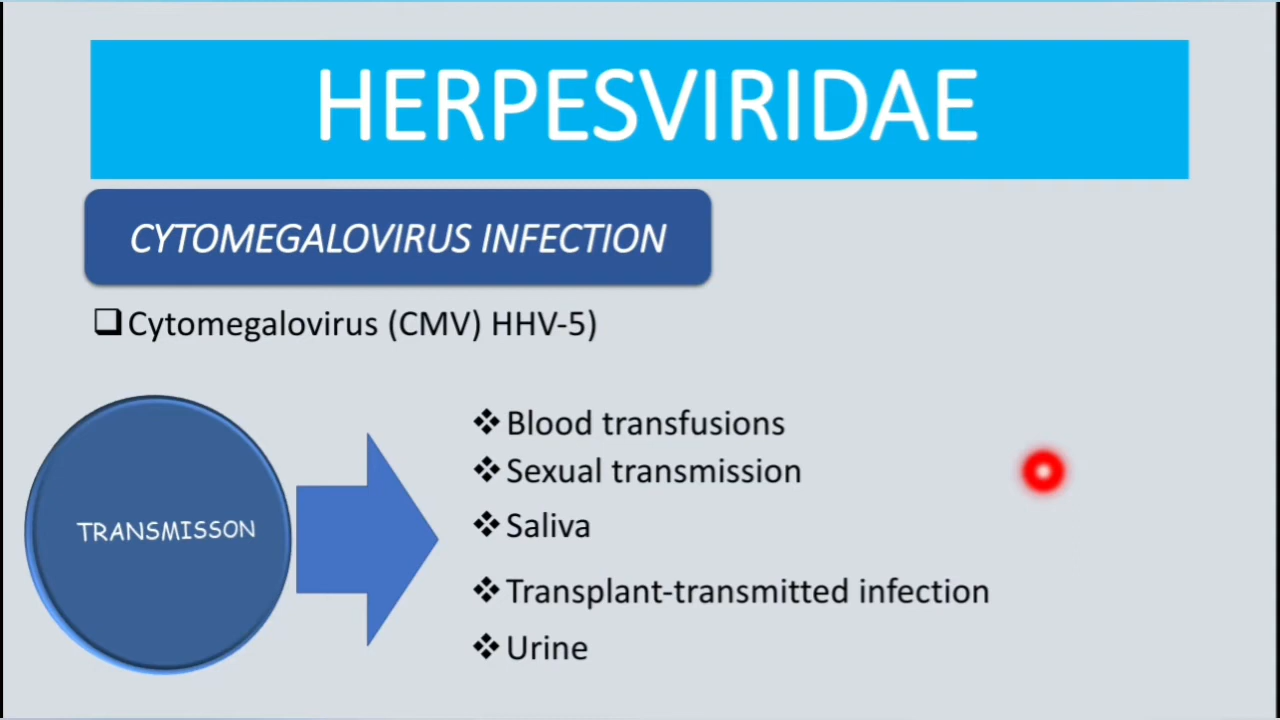 HERPESVIRIDAE
CYTOMEGALOVIRUS INFECTION
Cytomegalovirus (CMV) HHV-5)
TRANSMISSON
Blood transfusions
Sexual transmission
Saliva
Transplant-transmitted infection
Urine